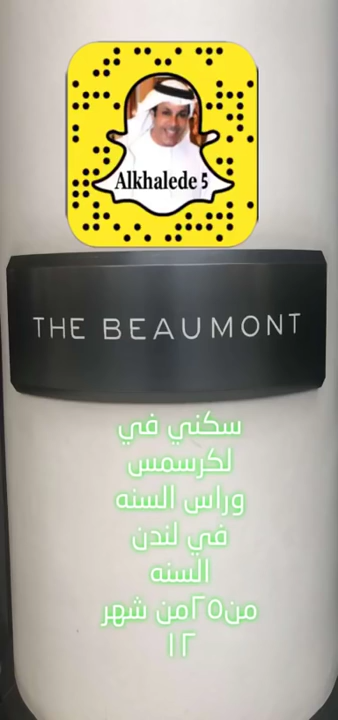 Alkhalede 5
THE BEAUMONT
سكني في
لكرسمس
وراس السنه
في لندن
السنه
من٢٥من شهر
١٢